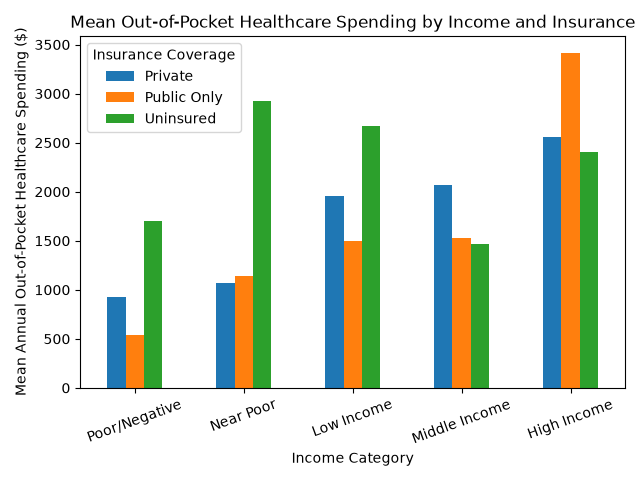 Mean Out-of-Pocket Healthcare Spending by Income and Insurance
Mean Annual Out-of-Pocket Healthcare Spending ($)
3500
3000
2500
2000
1500
1000
500
0
Insurance Coverage
Private
Public Only
Uninsured
Poor/Negative
Near Poor
Low Income
Middle Income
High Income
Income Category